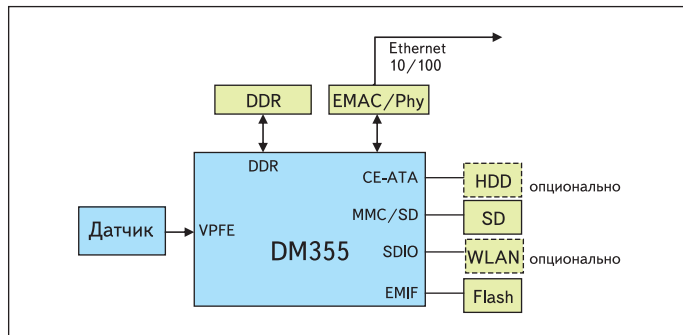 Ethernet
10/100
DDR
EMAC/Phy
DDR
CE-ATA
HDD
опционально
MMC/SD
SD
Датчик
VPFE
DM355
SDIO
WLAN
опционально
EMIF
Flash